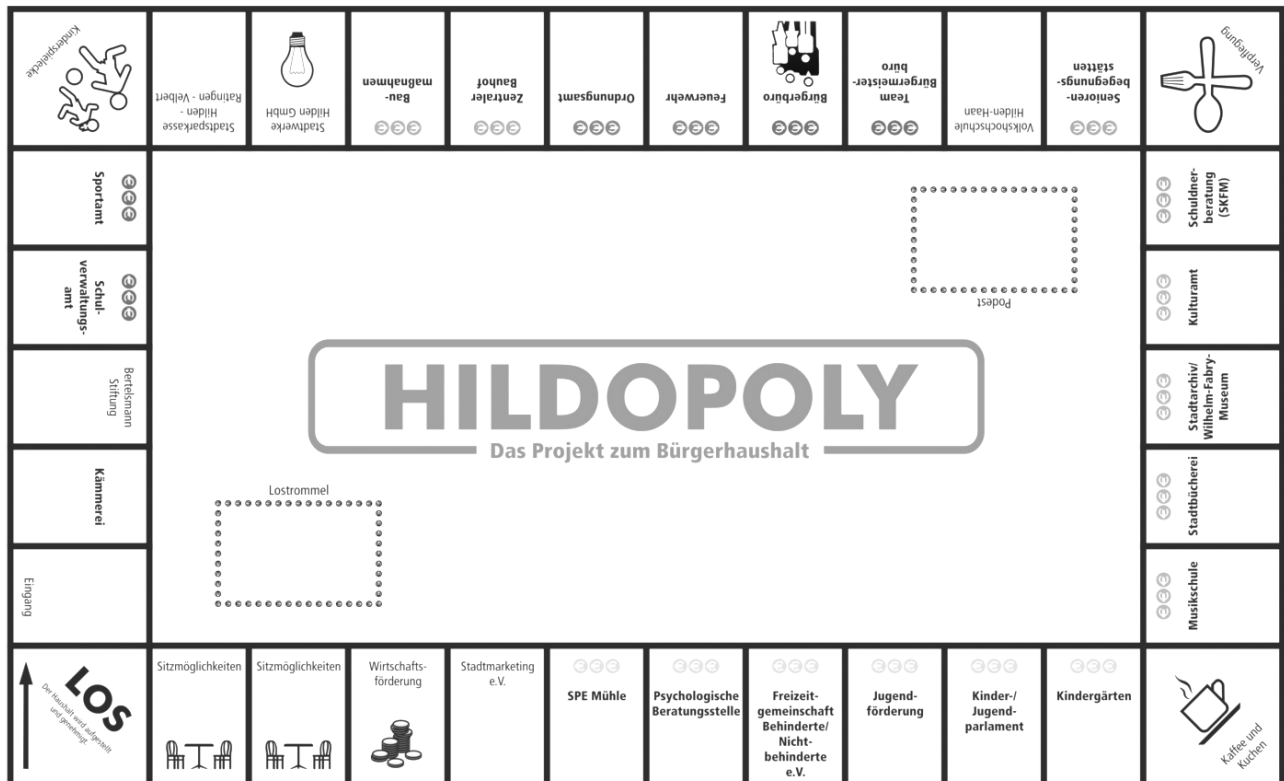 Kinderspielecke
Stadtsparkasse
Hilden -
Ratingen - Velbert
Stadtwerke
Hilden GmbH
Bau-
maßnahmen
Zentraler
Bauhof
Ordnungsamt
Feuerwehr
Bürgerbüro
Team
Bürgermeister-
büro
Volkshochschule
Hilden-Haan
Senioren-
begegnungs-
stätten
Verpflegung
Sportamt
Schul-
verwaltungs-
amt
Bertelsmann
Stiftung
Kämmerei
Eingang
Podest
HILDOPOLY
Das Projekt zum Bürgerhaushalt
Lostrommel
Schuldner-
beratung
(SKFM)
Kulturamt
Stadtarchiv/
Wilhelm-Fabry-
Museum
Stadtbücherei
Musikschule
LOS
Der Haushalt wird aufgestellt
und genehmigt.
Sitzmöglichkeiten
Sitzmöglichkeiten
Wirtschafts-
förderung
Stadtmarketing
e.V.
SPE Mühle
Psychologische
Beratungsstelle
Freizeit-
gemeinschaft
Behinderte/
Nicht-
behinderte
e.V.
Jugend-
förderung
Kinder-/
Jugend-
parlament
Kindergärten
Kaffee und
Kuchen